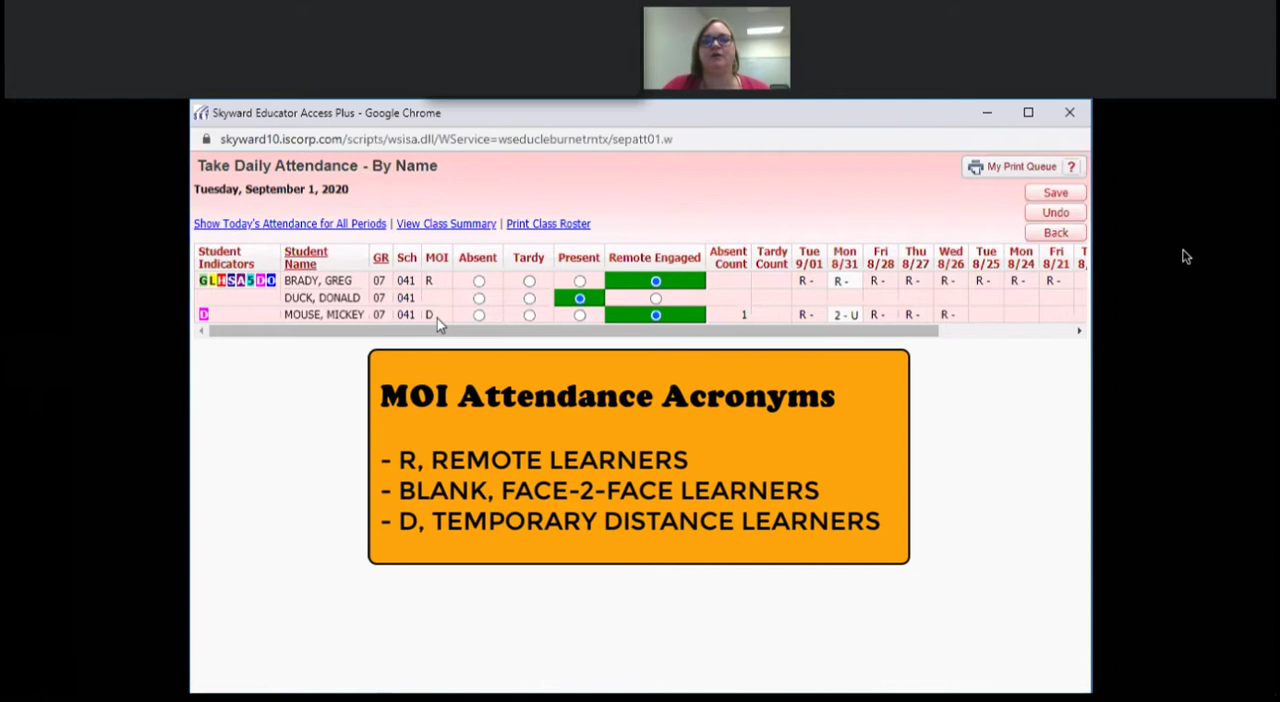 Skyward Educator Access Plus - Google Chrome
skyward10.iscorp.com/scripts/wsisa.dll/WService=wseducleburnetmtx/sepatt01.w
Take Daily Attendance - By Name
My Print Queue ?
Tuesday, September 1, 2020
Save
Undo
Back
Show Today's Attendance for All Periods | View Class Summary | Print Class Roster
Student Indicators Student Name GR Sch MOI Absent Tardy Present Remote Engaged Absent Count Tardy Count Tue 9/01 Mon 8/31 Fri 8/28 Thu 8/27 Wed 8/26 Tue 8/25 Mon 8/24 Fri 8/21 T 8,
G L H S A 5 D O BRADY, GREG 07 041 R R - R - R - R - R - R - R - R -
DUCK, DONALD 07 041
D MOUSE, MICKEY 07 041 D 1 R - 2 - U R - R - R -
MOI Attendance Acronyms
- R, REMOTE LEARNERS
- BLANK, FACE-2-FACE LEARNERS
- D, TEMPORARY DISTANCE LEARNERS